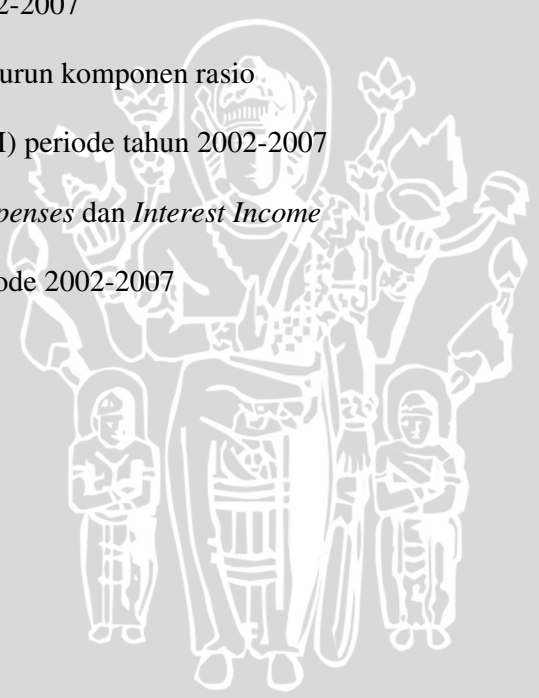 2-2007
urun komponen rasio
I) periode tahun 2002-2007
penses dan Interest Income
ode 2002-2007